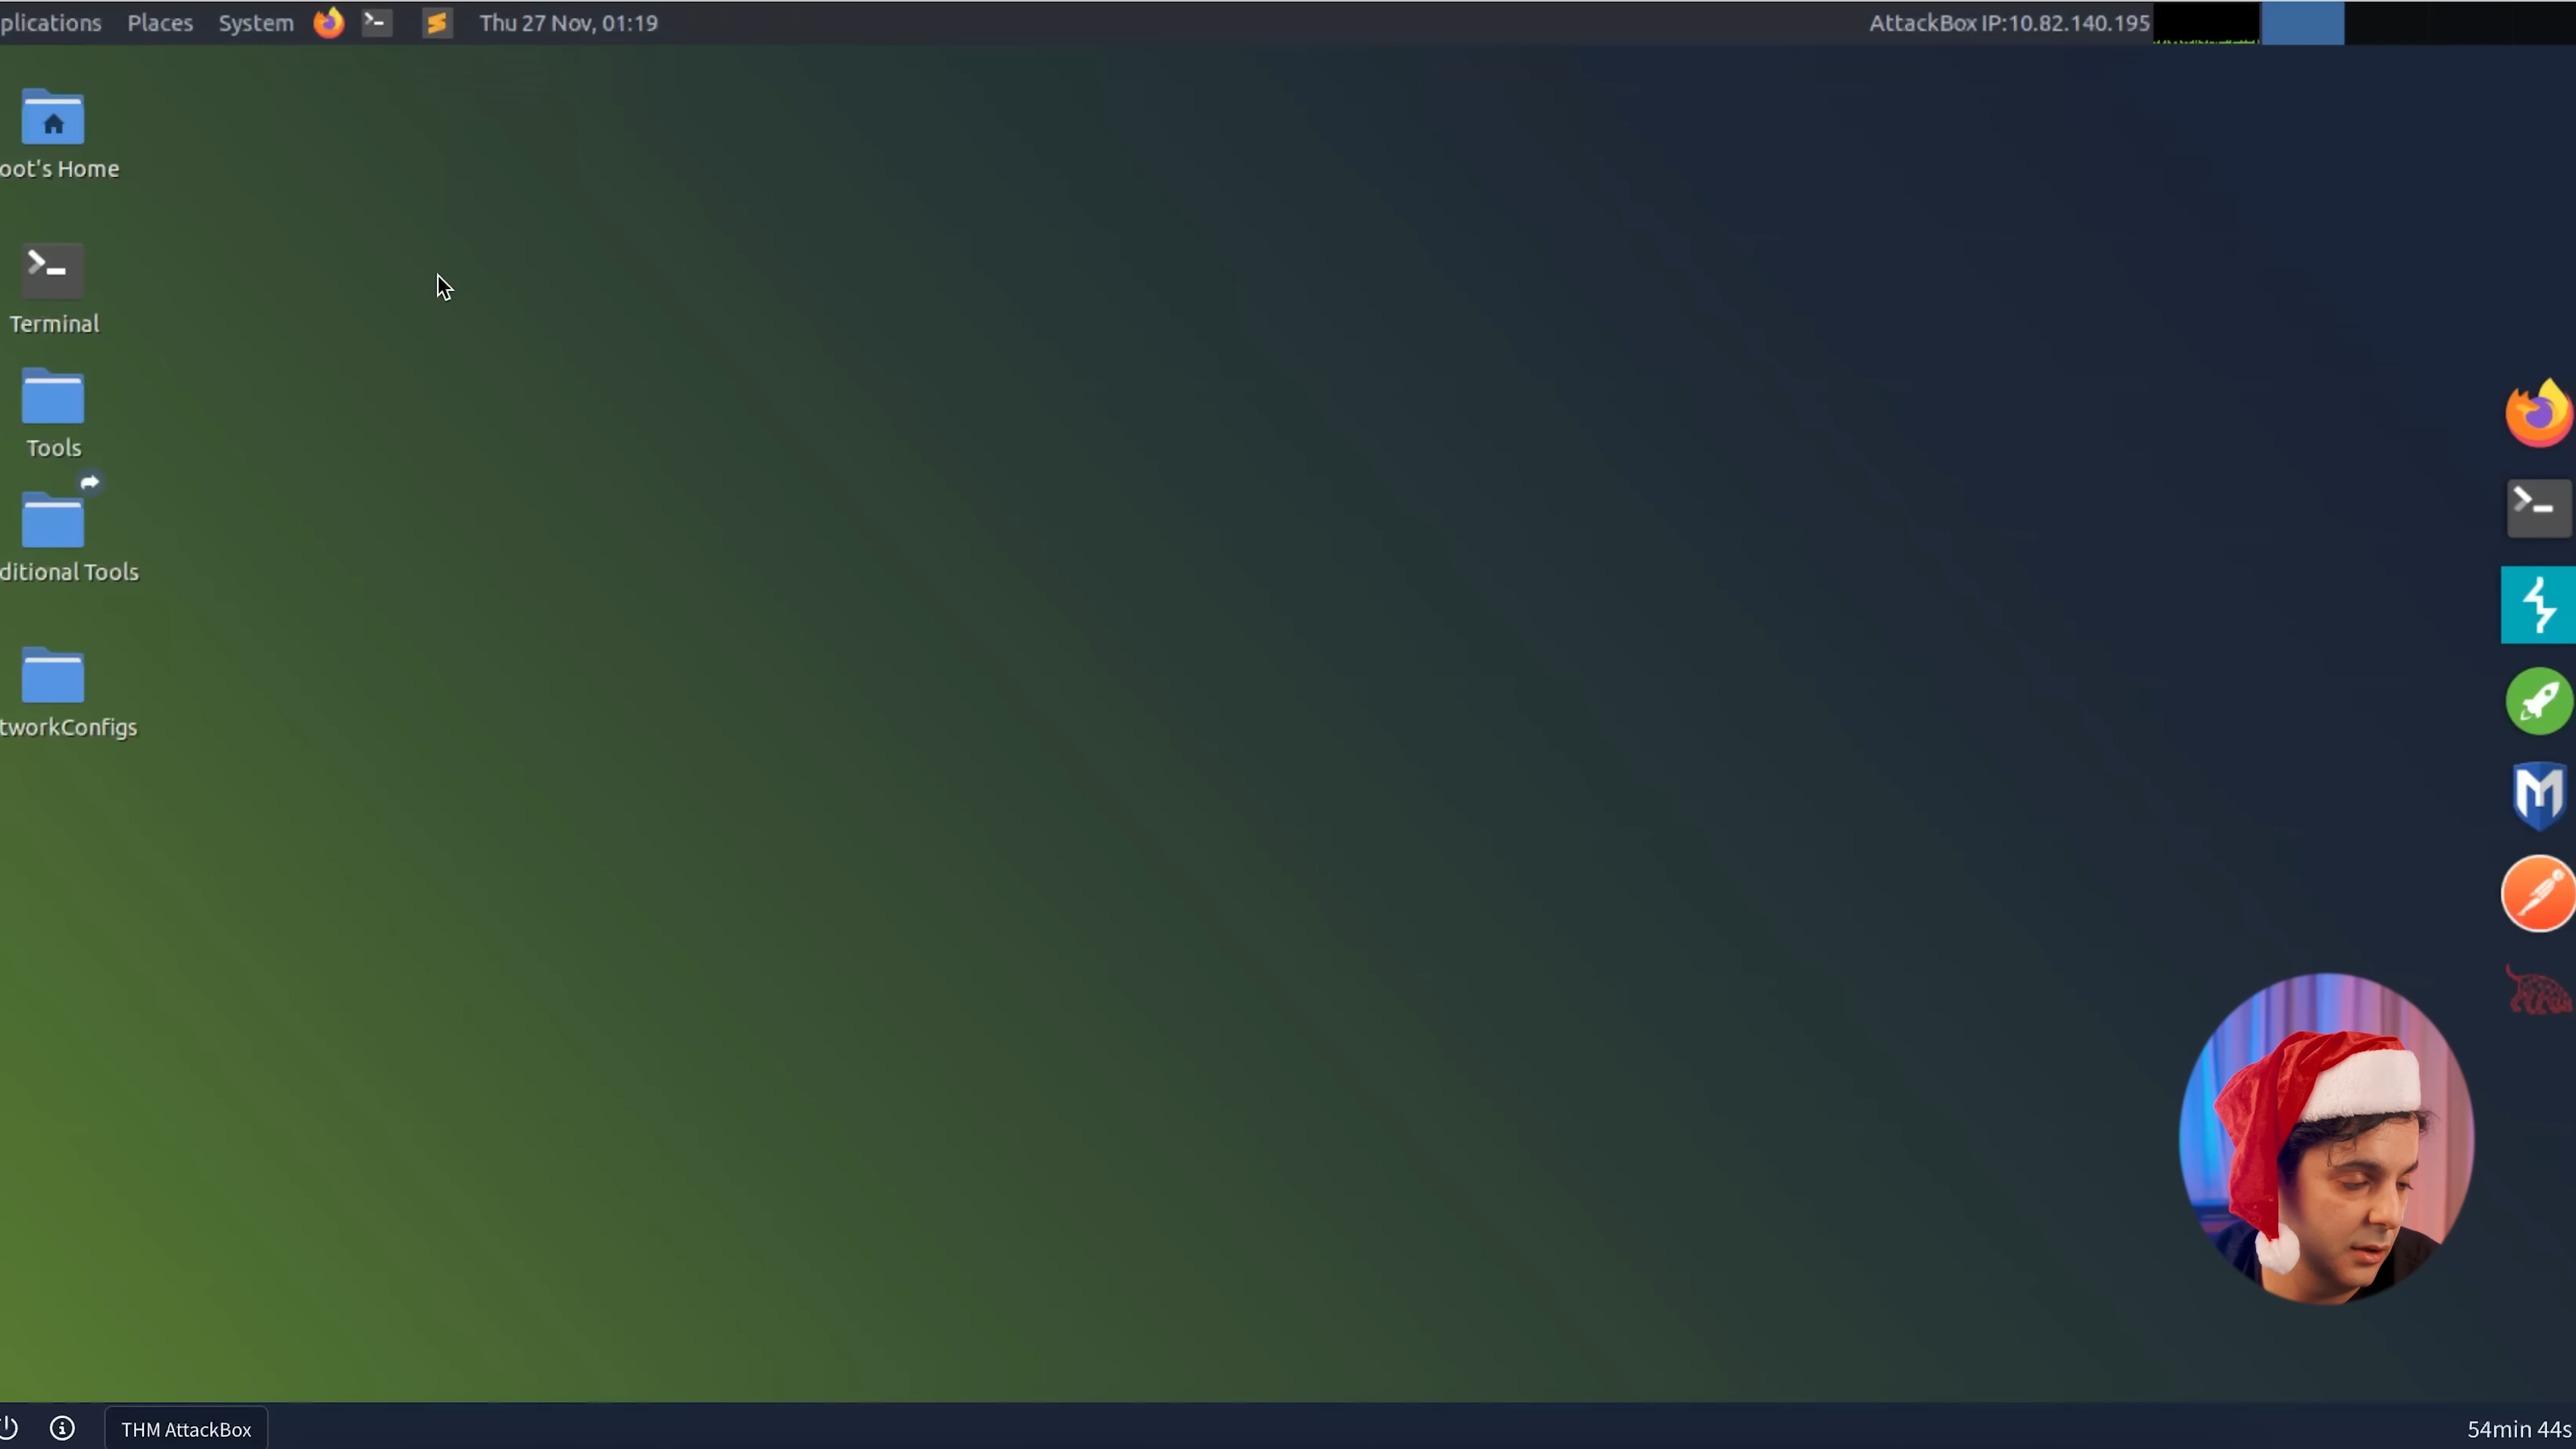 plications Places System Thu 27 Nov, 01:19 AttackBox IP:10.82.140.195
oot's Home
Terminal
Tools
ditional Tools
tworkConfigs
THM AttackBox 54min 44s